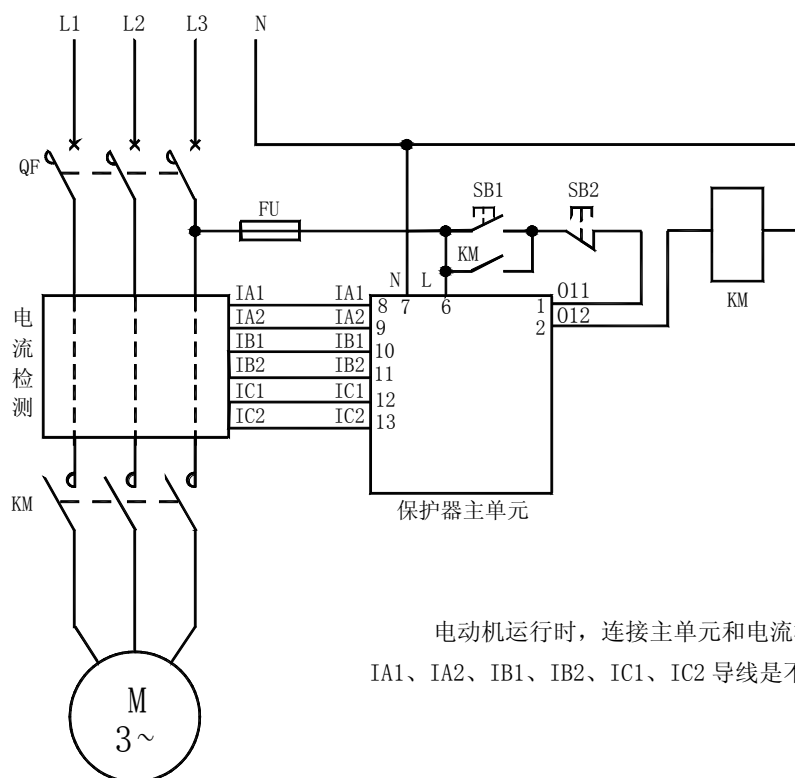 L1 L2 L3 N
QF
FU
SB1
SB2
KM
KM
N L
7 6
电流检测
IA1 IA1 8
IA2 IA2 9
IB1 IB1 10
IB2 IB2 11
IC1 IC1 12
IC2 IC2 13
1 O11
2 O12
保护器主单元
KM
电动机运行时，连接主单元和电流
IA1、IA2、IB1、IB2、IC1、IC2 导线是不
M
3~